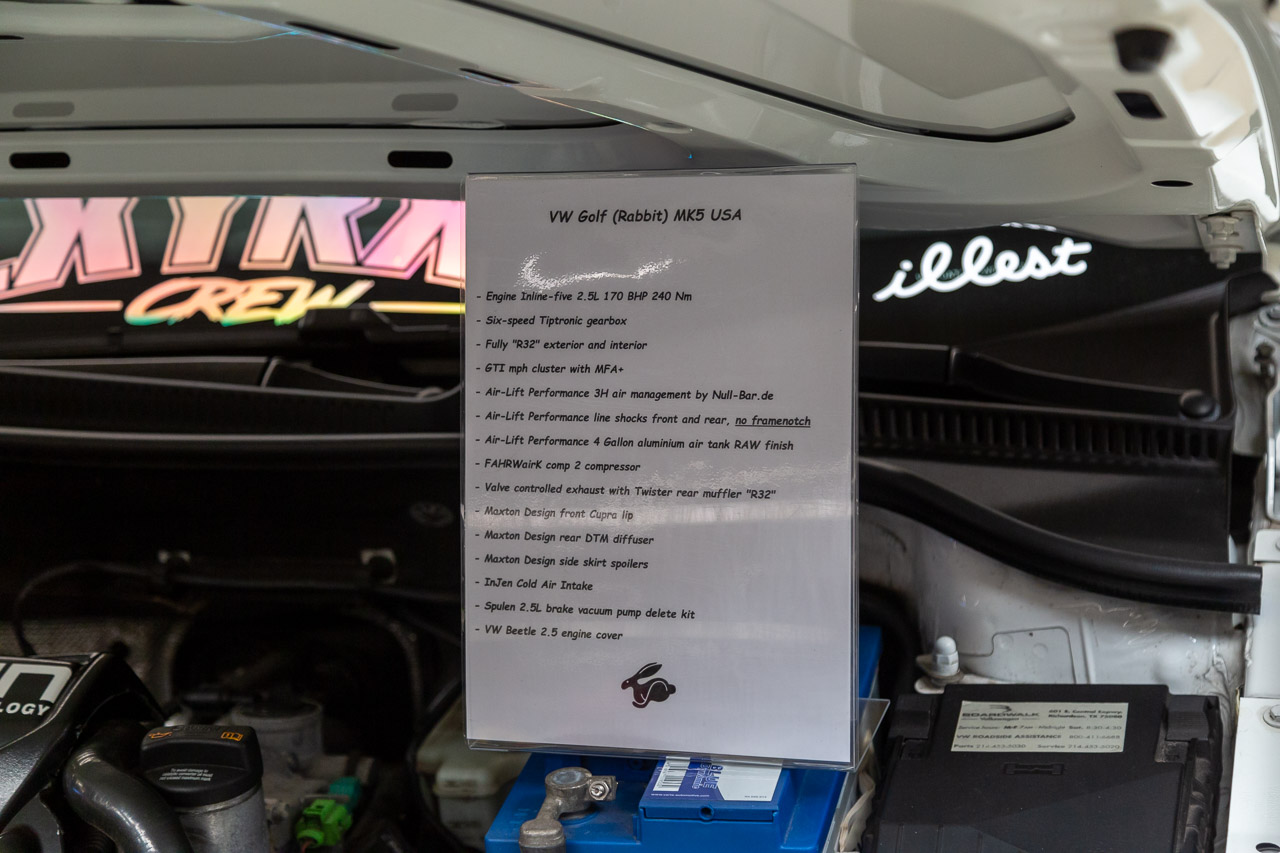 XYRX
CREW
illest
VW Golf (Rabbit) MK5 USA
- Engine Inline-five 2.5L 170 BHP 240 Nm
- Six-speed Tiptronic gearbox
- Fully "R32" exterior and interior
- GTI mph cluster with MFA+
- Air-Lift Performance 3H air management by Null-Bar.de
- Air-Lift Performance line shocks front and rear, no framenotch
- Air-Lift Performance 4 Gallon aluminium air tank RAW finish
- FAHRWairK comp 2 compressor
- Valve controlled exhaust with Twister rear muffler "R32"
- Maxton Design front Cupra lip
- Maxton Design rear DTM diffuser
- Maxton Design side skirt spoilers
- InJen Cold Air Intake
- Spulen 2.5L brake vacuum pump delete kit
- VW Beetle 2.5 engine cover
LOGY
BOARDWALK
Volkswagen
VW ROADSIDE ASSISTANCE
Parts
Service